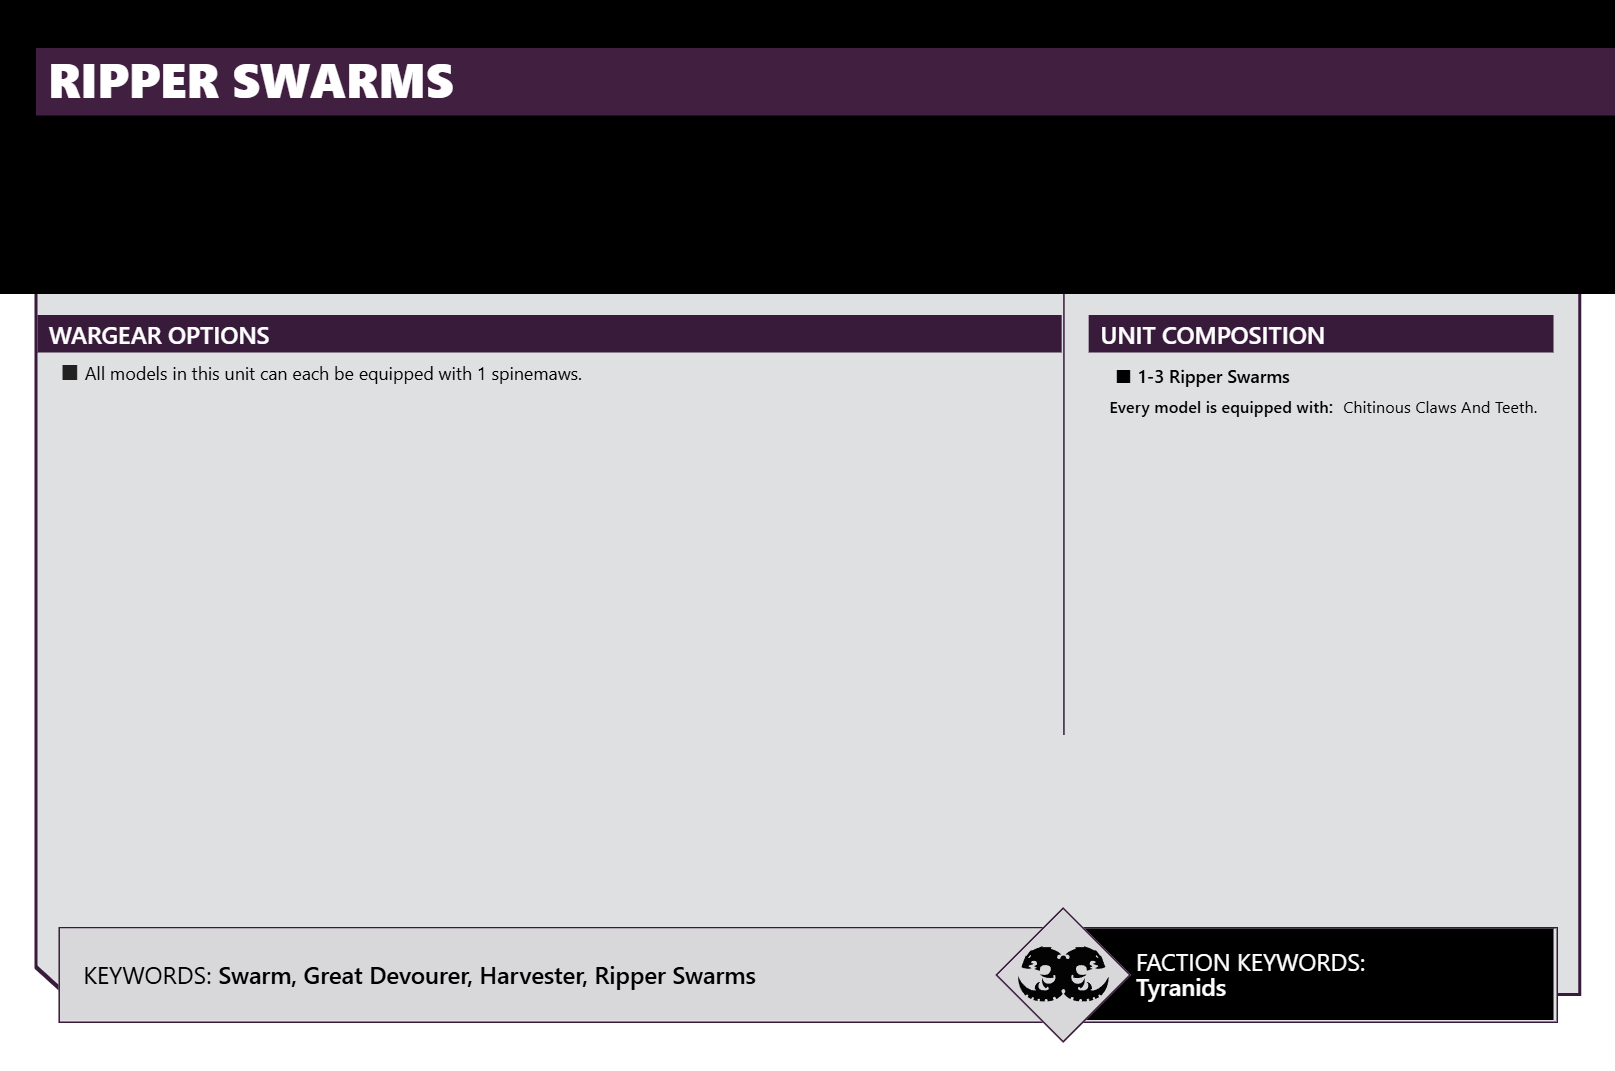 RIPPER SWARMS
WARGEAR OPTIONS
■ All models in this unit can each be equipped with 1 spinemaws.
UNIT COMPOSITION
■ 1-3 Ripper Swarms
Every model is equipped with: Chitinous Claws And Teeth.
KEYWORDS: Swarm, Great Devourer, Harvester, Ripper Swarms
FACTION KEYWORDS:
Tyranids